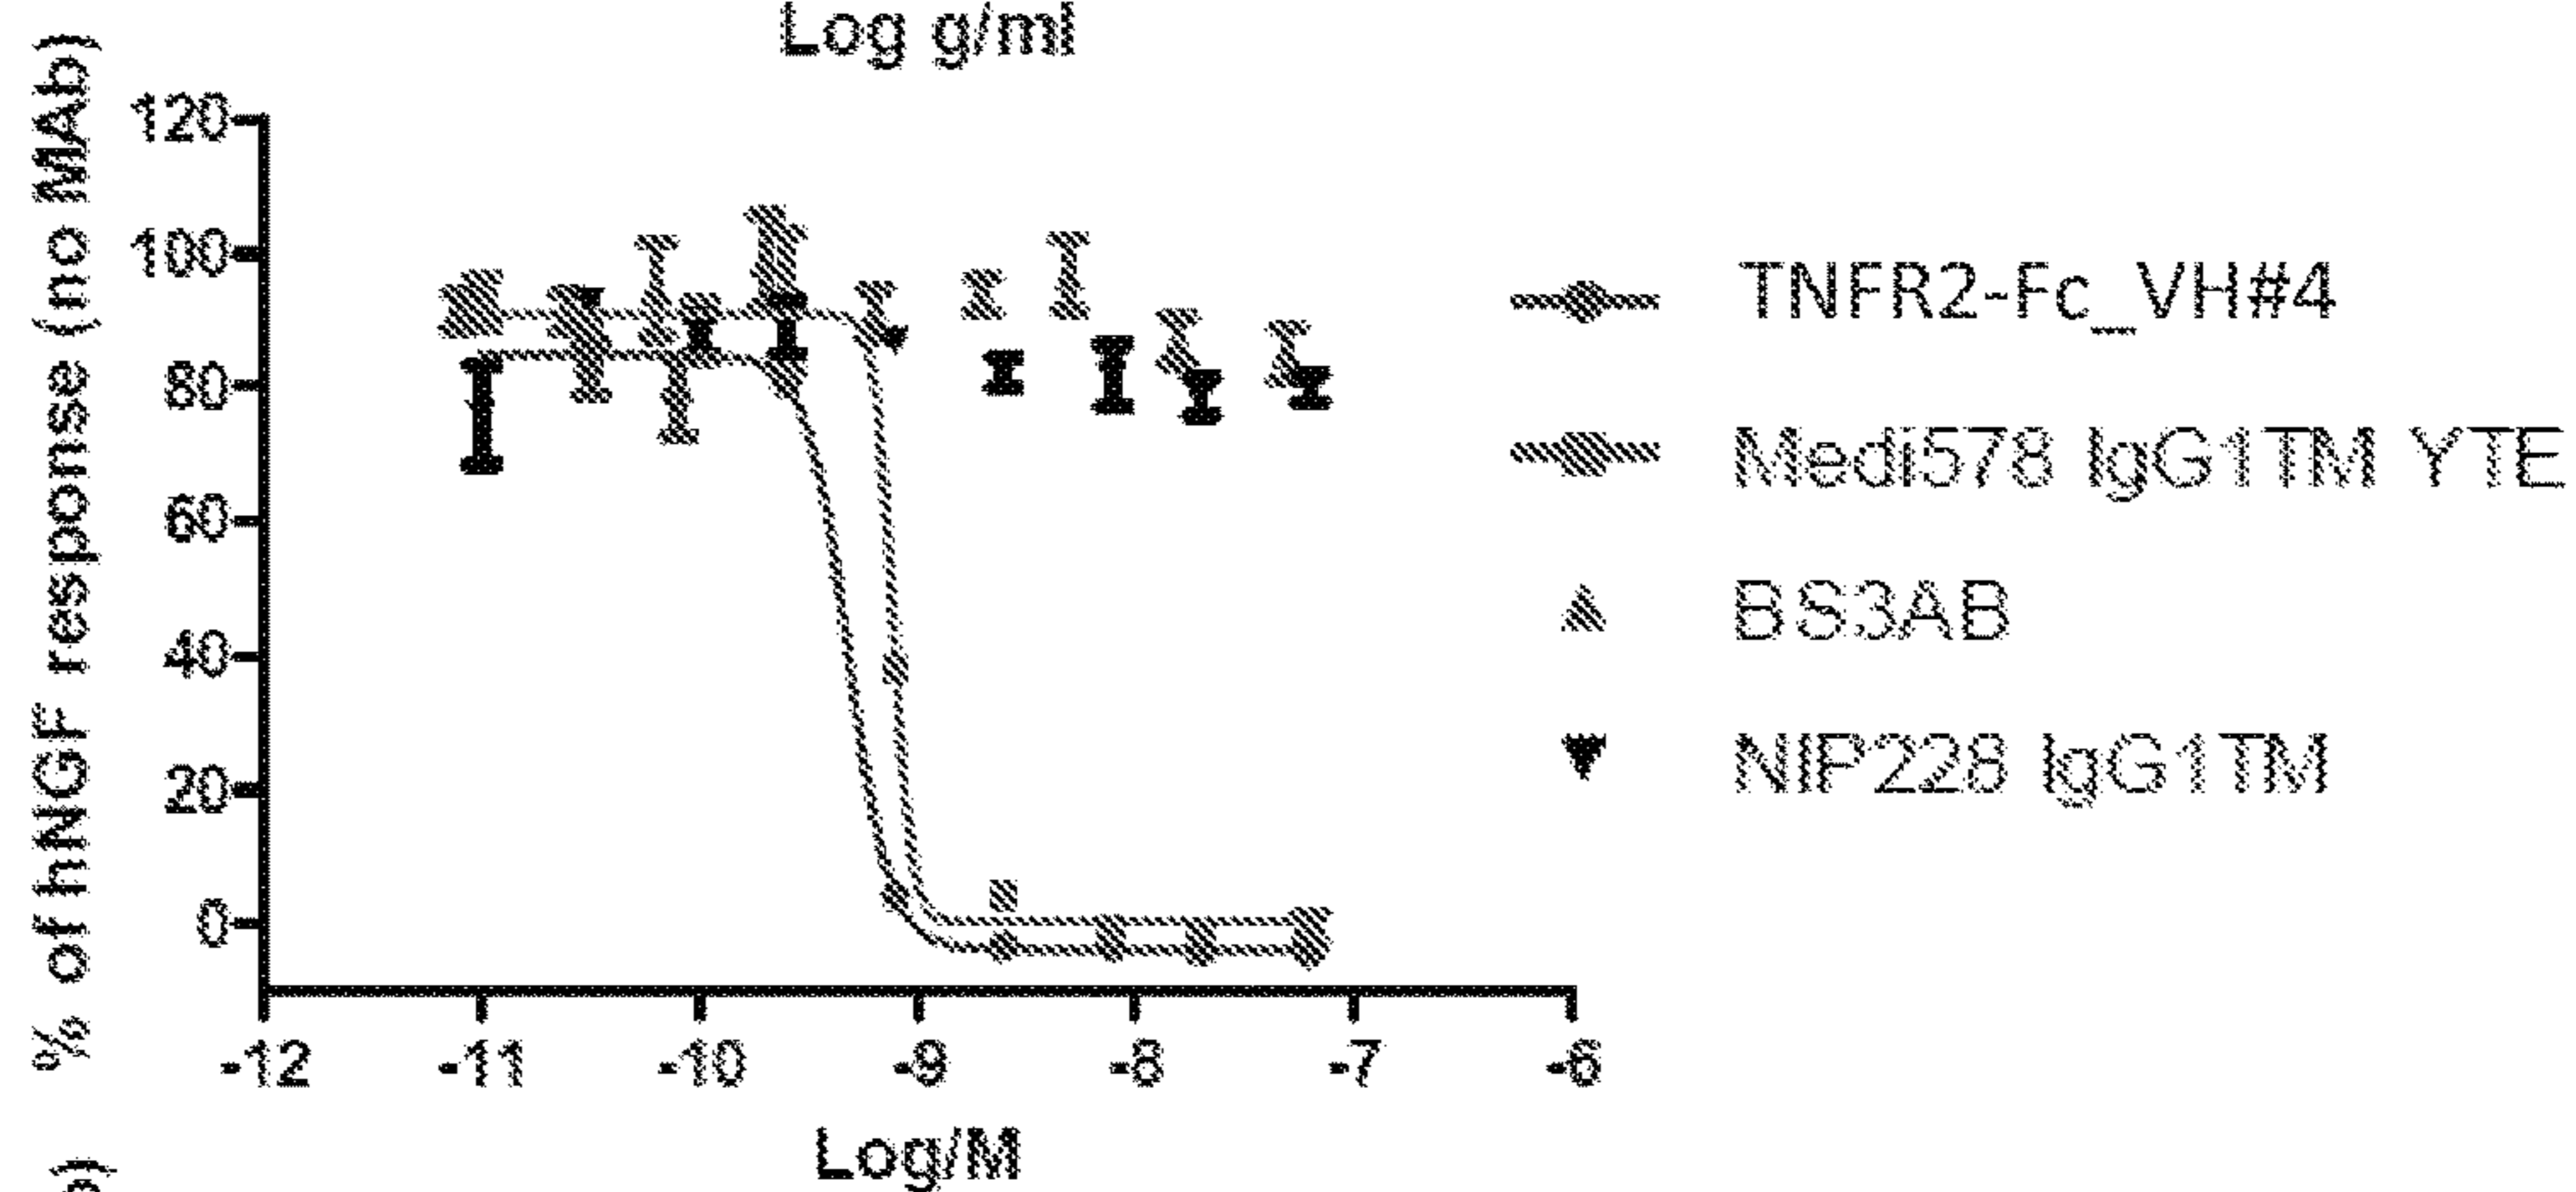 Log g/ml
% of hNGF response (no MAb)
120
100
80
60
40
20
0
-12 -11 -10 -9 -8 -7 -6
Log/M
TNFR2-Fc_VH#4
Medi578 IgG1TM YTE
BS3AB
NIP228 IgG1TM